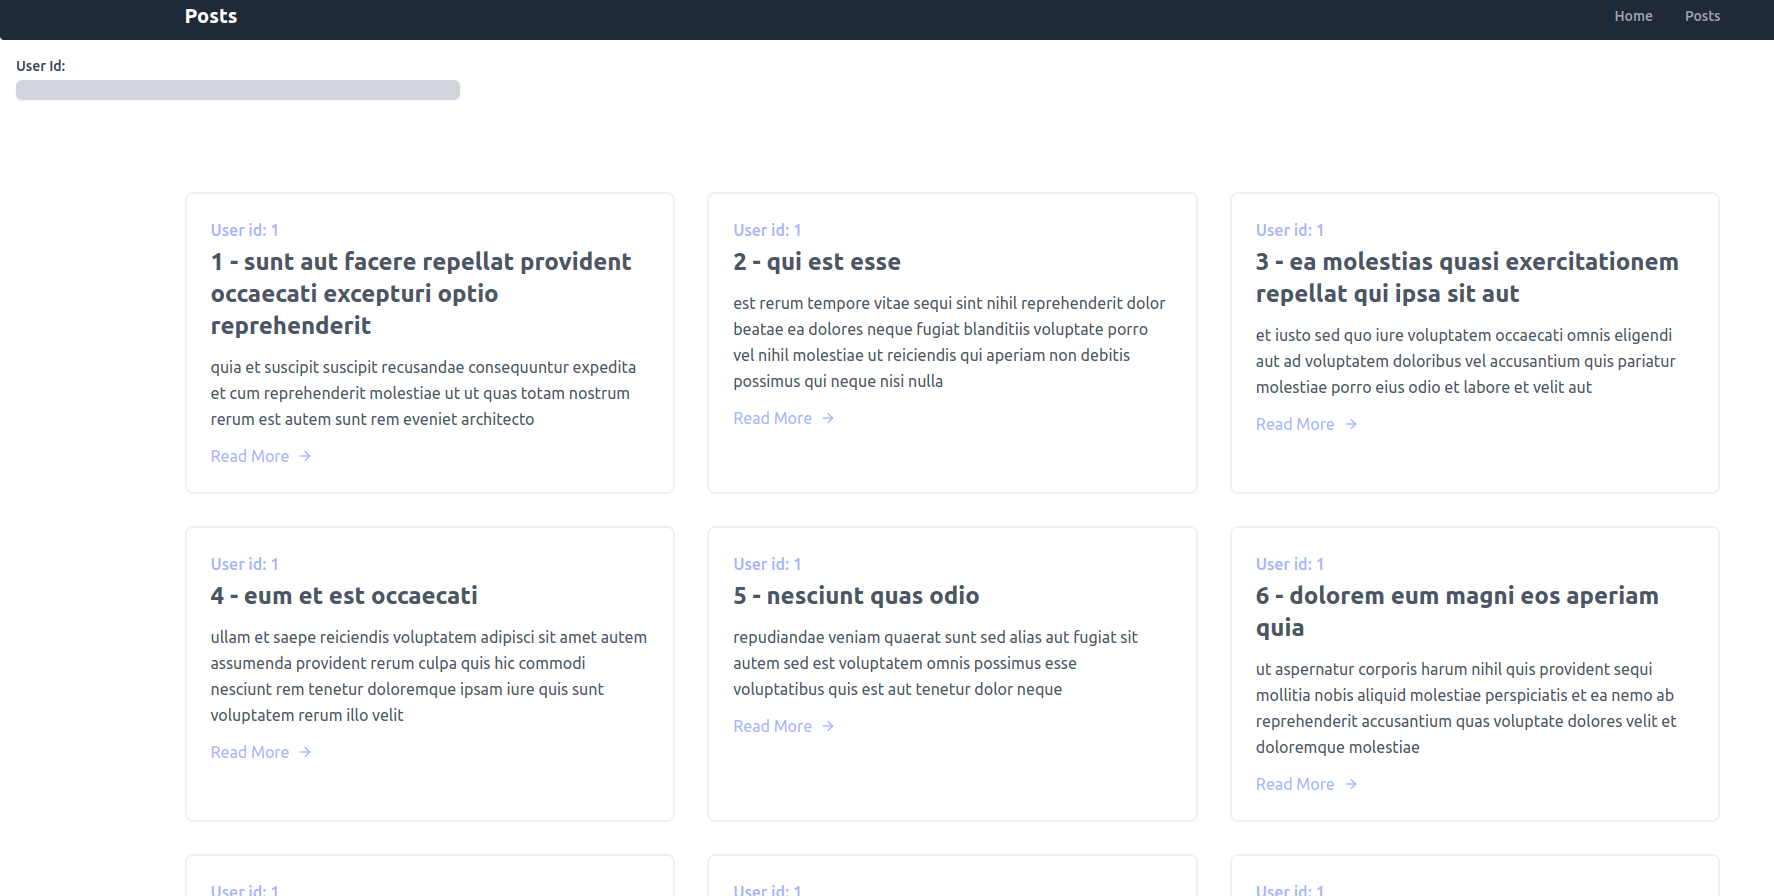 Posts
Home Posts
User Id:
User id: 1
1 - sunt aut facere repellat provident
occaecati excepturi optio
reprehenderit
quia et suscipit suscipit recusandae consequuntur expedita
et cum reprehenderit molestiae ut ut quas totam nostrum
rerum est autem sunt rem eveniet architecto
Read More →
User id: 1
2 - qui est esse
est rerum tempore vitae sequi sint nihil reprehenderit dolor
beatae ea dolores neque fugiat blanditiis voluptate porro
vel nihil molestiae ut reiciendis qui aperiam non debitis
possimus qui neque nisi nulla
Read More →
User id: 1
3 - ea molestias quasi exercitationem
repellat qui ipsa sit aut
et iusto sed quo iure voluptatem occaecati omnis eligendi
aut ad voluptatem doloribus vel accusantium quis pariatur
molestiae porro eius odio et labore et velit aut
Read More →
User id: 1
4 - eum et est occaecati
ullam et saepe reiciendis voluptatem adipisci sit amet autem
assumenda provident rerum culpa quis hic commodi
nesciunt rem tenetur doloremque ipsam iure quis sunt
voluptatem rerum illo velit
Read More →
User id: 1
5 - nesciunt quas odio
repudiandae veniam quaerat sunt sed alias aut fugiat sit
autem sed est voluptatem omnis possimus esse
voluptatibus quis est aut tenetur dolor neque
Read More →
User id: 1
6 - dolorem eum magni eos aperiam
quia
ut aspernatur corporis harum nihil quis provident sequi
mollitia nobis aliquid molestiae perspiciatis et ea nemo ab
reprehenderit accusantium quas voluptate dolores velit et
doloremque molestiae
Read More →
User id: 1
User id: 1
User id: 1